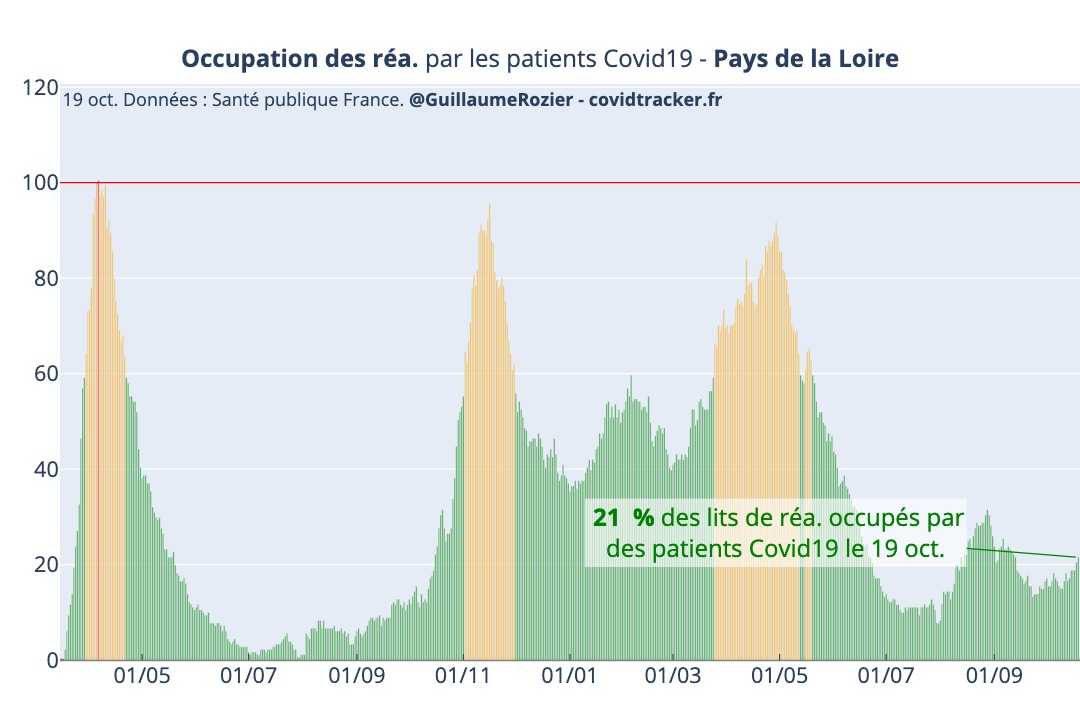 Occupation des réa. par les patients Covid19 - Pays de la Loire
120
19 oct. Données : Santé publique France. @GuillaumeRozier - covidtracker.fr
100
80
60
40
21 % des lits de réa. occupés par
des patients Covid19 le 19 oct.
20
0
01/05 01/07 01/09 01/11 01/01 01/03 01/05 01/07 01/09